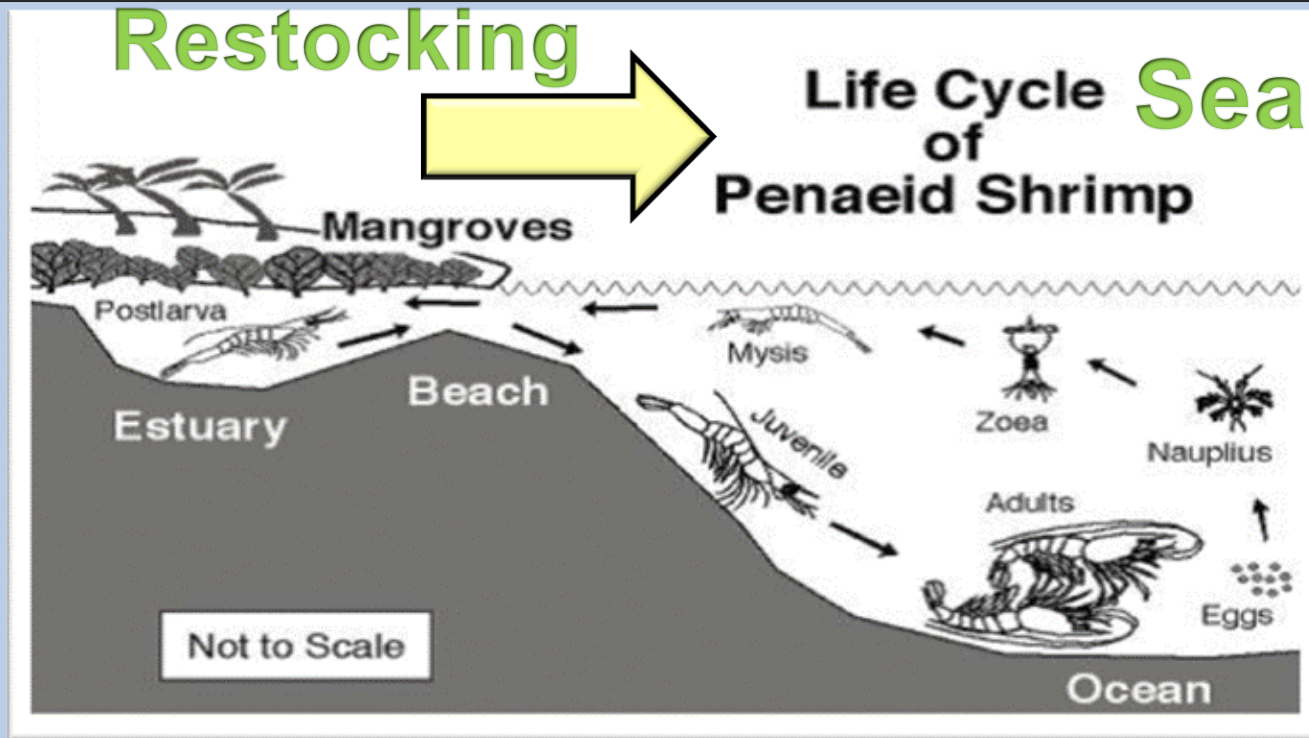 Restocking
Life Cycle
of
Penaeid Shrimp
Sea
Mangroves
Postlarva
Mysis
Zoea
Nauplius
Beach
Estuary
Juvenile
Adults
Eggs
Not to Scale
Ocean